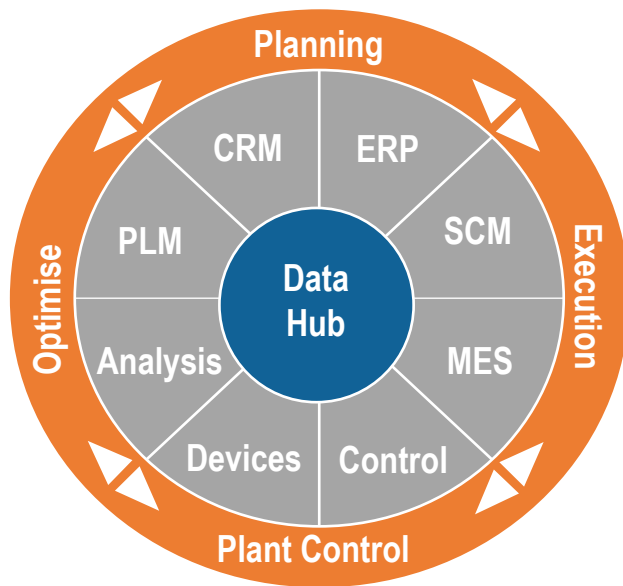 Planning
CRM
ERP
PLM
SCM
Data
Hub
Optimise
Execution
Analysis
MES
Devices
Control
Plant Control